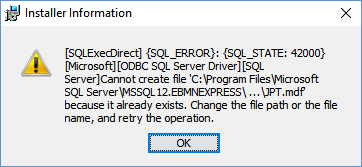 Installer Information
[SQLExecDirect] {SQL_ERROR}: {SQL_STATE: 42000}
[Microsoft][ODBC SQL Server Driver][SQL
Server]Cannot create file 'C:\Program Files\Microsoft
SQL Server\MSSQL12.EBMNEXPRESS\ ...\JPT.mdf'
because it already exists. Change the file path or the file
name, and retry the operation.
OK